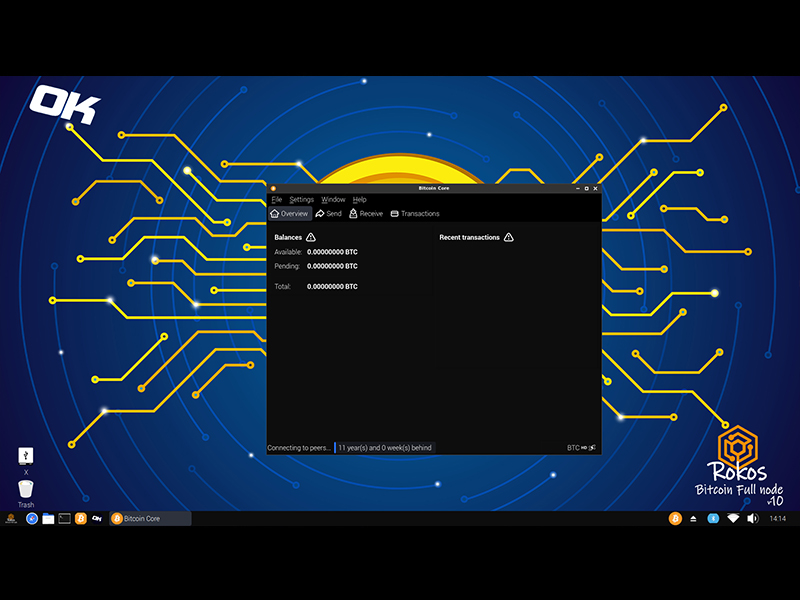 OK
Bitcoin Core
File Settings Window Help
Overview Send Receive Transactions
Balances
Available: 0.00000000 BTC
Pending: 0.00000000 BTC
Total: 0.00000000 BTC
Recent transactions
Connecting to peers... 11 year(s) and 0 week(s) behind
BTC HD
X
Trash
Rokos
Bitcoin Full node
v10
OK
Bitcoin Core
14:14